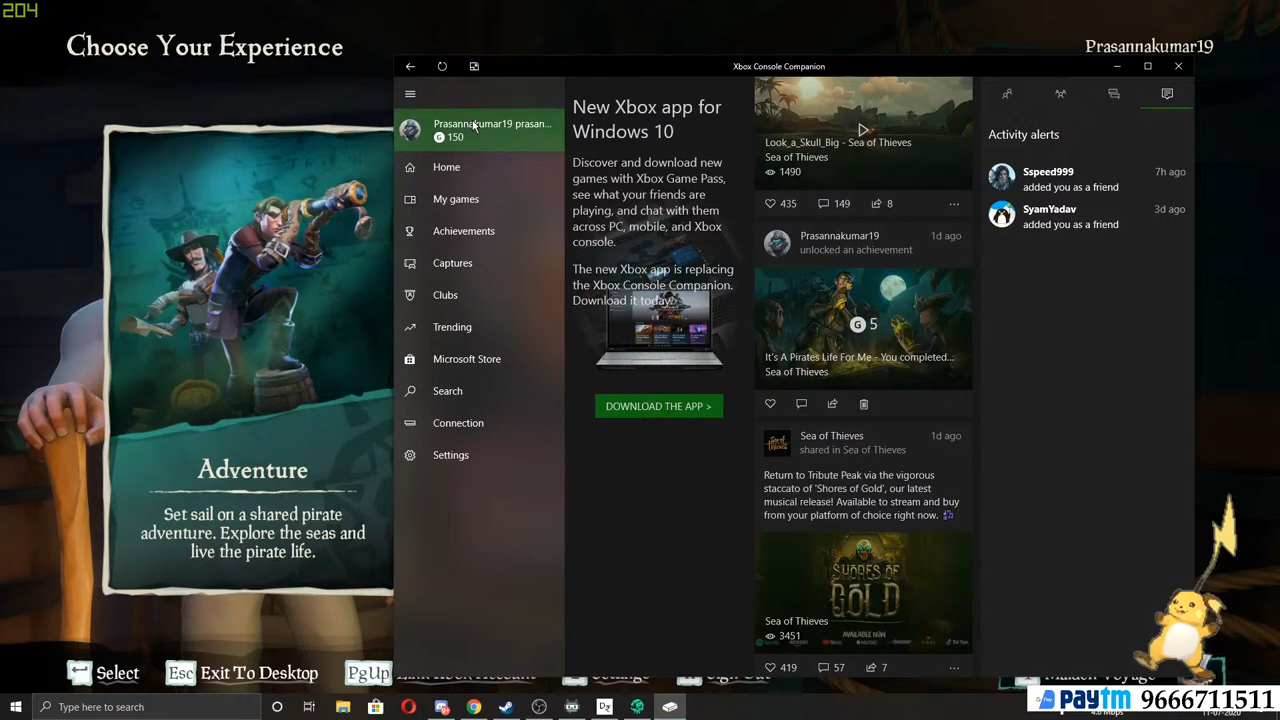 204
Choose Your Experience
Prasannakumar19
Xbox Console Companion
Prasannakumar19 prasan...
G 150
Home
My games
Achievements
Captures
Clubs
Trending
Microsoft Store
Search
Connection
Settings
New Xbox app for
Windows 10
Discover and download new
games with Xbox Game Pass,
see what your friends are
playing, and chat with them
across PC, mobile, and Xbox
console.
The new Xbox app is replacing
the Xbox Console Companion.
Download it today.
DOWNLOAD THE APP >
Look_a_Skull_Big - Sea of Thieves
Sea of Thieves
1490
435
149
8
...
Prasannakumar19
1d ago
unlocked an achievement
G 5
It's A Pirates Life For Me - You completed...
Sea of Thieves
Sea of Thieves
1d ago
shared in Sea of Thieves
Return to Tribute Peak via the vigorous
staccato of 'Shores of Gold', our latest
musical release! Available to stream and buy
from your platform of choice right now.
SHORES OF
GOLD
AVAILABLE NOW
Sea of Thieves
3451
419
57
7
...
Activity alerts
Sspeed999
7h ago
added you as a friend
SyamYadav
3d ago
added you as a friend
Adventure
Set sail on a shared pirate
adventure. Explore the seas and
live the pirate life.
Select
Esc
Exit To Desktop
PgUp
Type here to search
paytm 9666711511